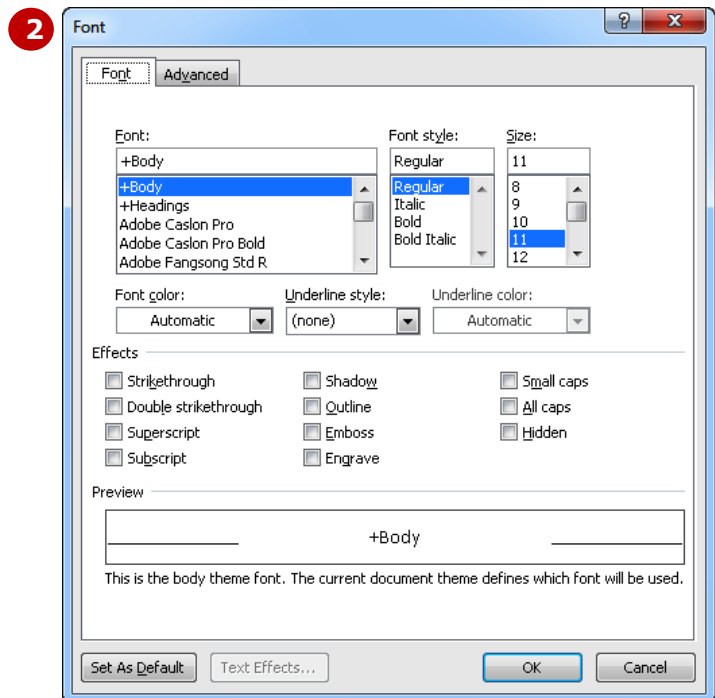 2
Font
?
X
Font Advanced
Font: Font style: Size:
+Body Regular 11
+Body Regular 8
+Headings Italic 9
Adobe Caslon Pro Bold 10
Adobe Caslon Pro Bold Bold Italic 11
Adobe Fangsong Std R 12
Font color: Underline style: Underline color:
Automatic (none) Automatic
Effects
Strikethrough Shadow Small caps
Double strikethrough Outline All caps
Superscript Emboss Hidden
Subscript Engrave
Preview
+Body
This is the body theme font. The current document theme defines which font will be used.
Set As Default Text Effects... OK Cancel